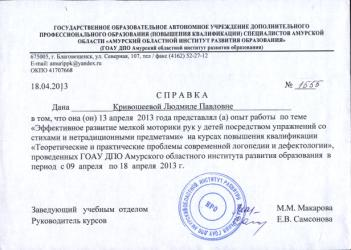 ГОСУДАРСТВЕННОЕ ОБРАЗОВАТЕЛЬНОЕ АВТОНОМНОЕ УЧРЕЖДЕНИЕ ДОПОЛНИТЕЛЬНОГО
ПРОФЕССИОНАЛЬНОГО ОБРАЗОВАНИЯ (ПОВЫШЕНИЯ КВАЛИФИКАЦИИ) СПЕЦИАЛИСТОВ АМУРСКОЙ
ОБЛАСТИ «АМУРСКИЙ ОБЛАСТНОЙ ИНСТИТУТ РАЗВИТИЯ ОБРАЗОВАНИЯ»
(ГОАУ ДПО Амурский областной институт развития образования)
675005, г. Благовещенск, ул. Северная, 107, тел / факс (4162) 52-27-12
E-mail: amurippk@yandex.ru
ОКПО 41707668
18.04.2013 № 1555
СПРАВКА
Дана Кривошеевой Людмиле Павловне
в том, что она (он) 13 апреля 2013 года представлял (а) опыт работы по теме
«Эффективное развитие мелкой моторики рук у детей посредством упражнений со
стихами и нетрадиционными предметами» на курсах повышения квалификации
«Теоретические и практические проблемы современной логопедии и дефектологии»,
проведенных ГОАУ ДПО Амурского областного института развития образования в
период с 09 апреля по 18 апреля 2013 г.
Заведующий учебным отделом М.М. Макарова
Руководитель курсов Е.В. Самсонова